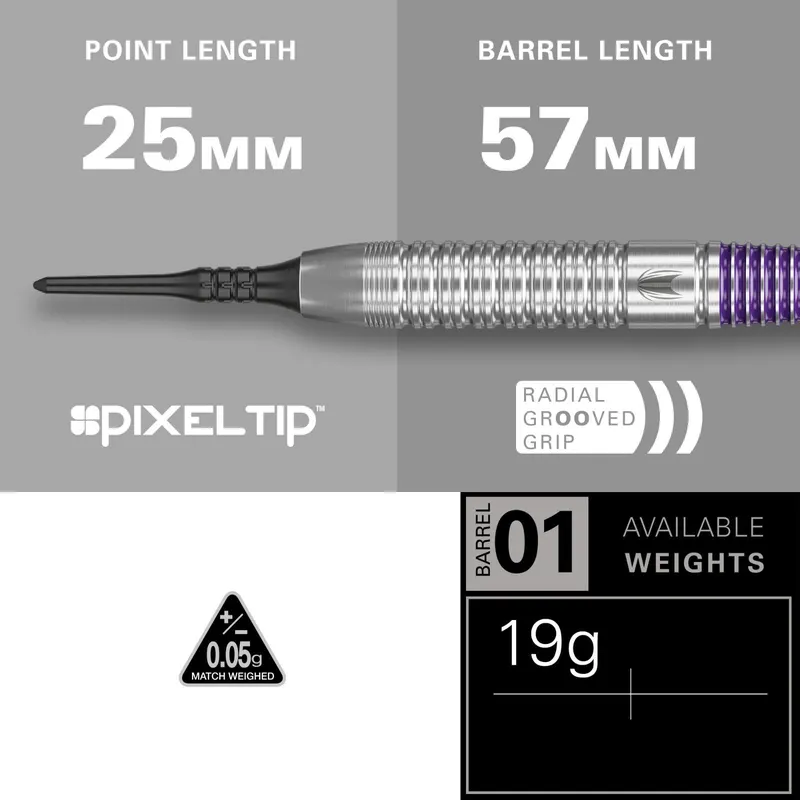 POINT LENGTH
25MM
BARREL LENGTH
57MM
PIXELTIP™
RADIAL
GROOVED
GRIP
+/-
0.05g
MATCH WEIGHED
BARREL
01
AVAILABLE
WEIGHTS
19g